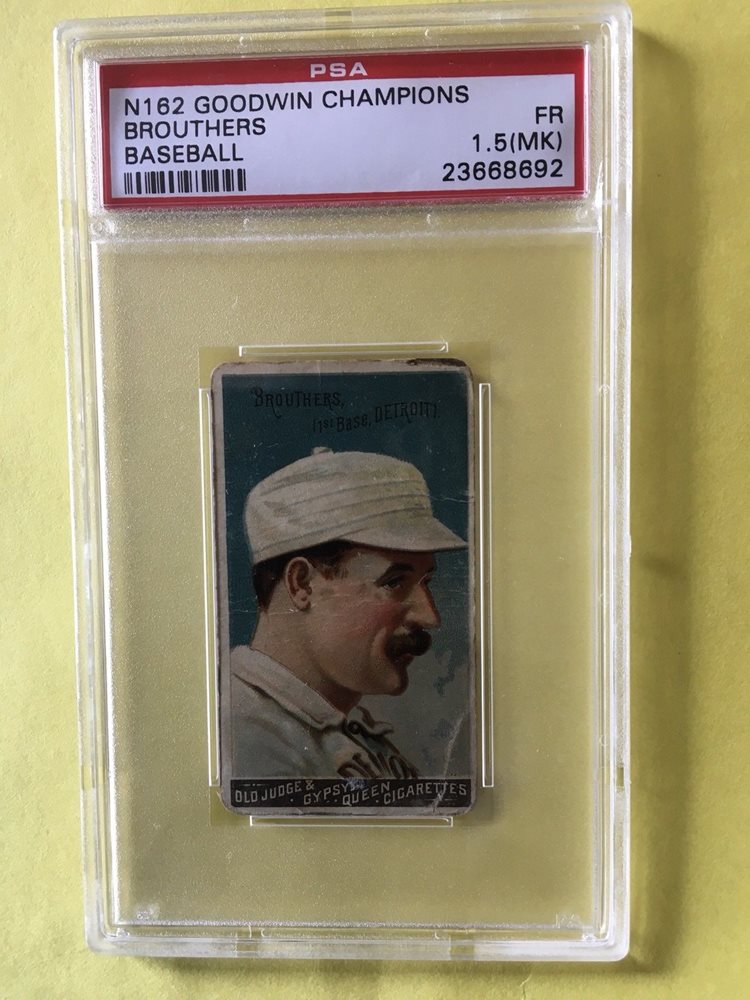 PSA
N162 GOODWIN CHAMPIONS
BROUTHERS
BASEBALL
FR
1.5(MK)
23668692
BROUTHERS,
(1st Base, DETROIT)
DETRO
OLD JUDGE &
GYPSY QUEEN CIGARETTES